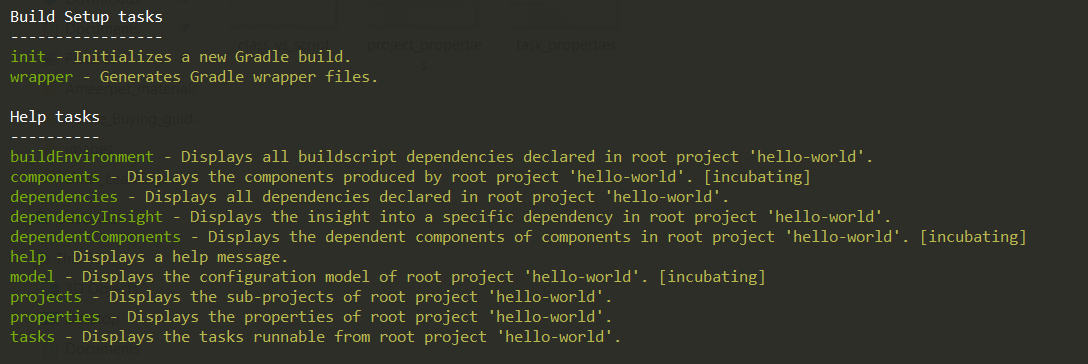 Build Setup tasks
-----------------
init - Initializes a new Gradle build.
wrapper - Generates Gradle wrapper files.
Help tasks
----------
buildEnvironment - Displays all buildscript dependencies declared in root project 'hello-world'.
components - Displays the components produced by root project 'hello-world'. [incubating]
dependencies - Displays all dependencies declared in root project 'hello-world'.
dependencyInsight - Displays the insight into a specific dependency in root project 'hello-world'.
dependentComponents - Displays the dependent components of components in root project 'hello-world'. [incubating]
help - Displays a help message.
model - Displays the configuration model of root project 'hello-world'. [incubating]
projects - Displays the sub-projects of root project 'hello-world'.
properties - Displays the properties of root project 'hello-world'.
tasks - Displays the tasks runnable from root project 'hello-world'.
project_propertie
task_properties
Documents